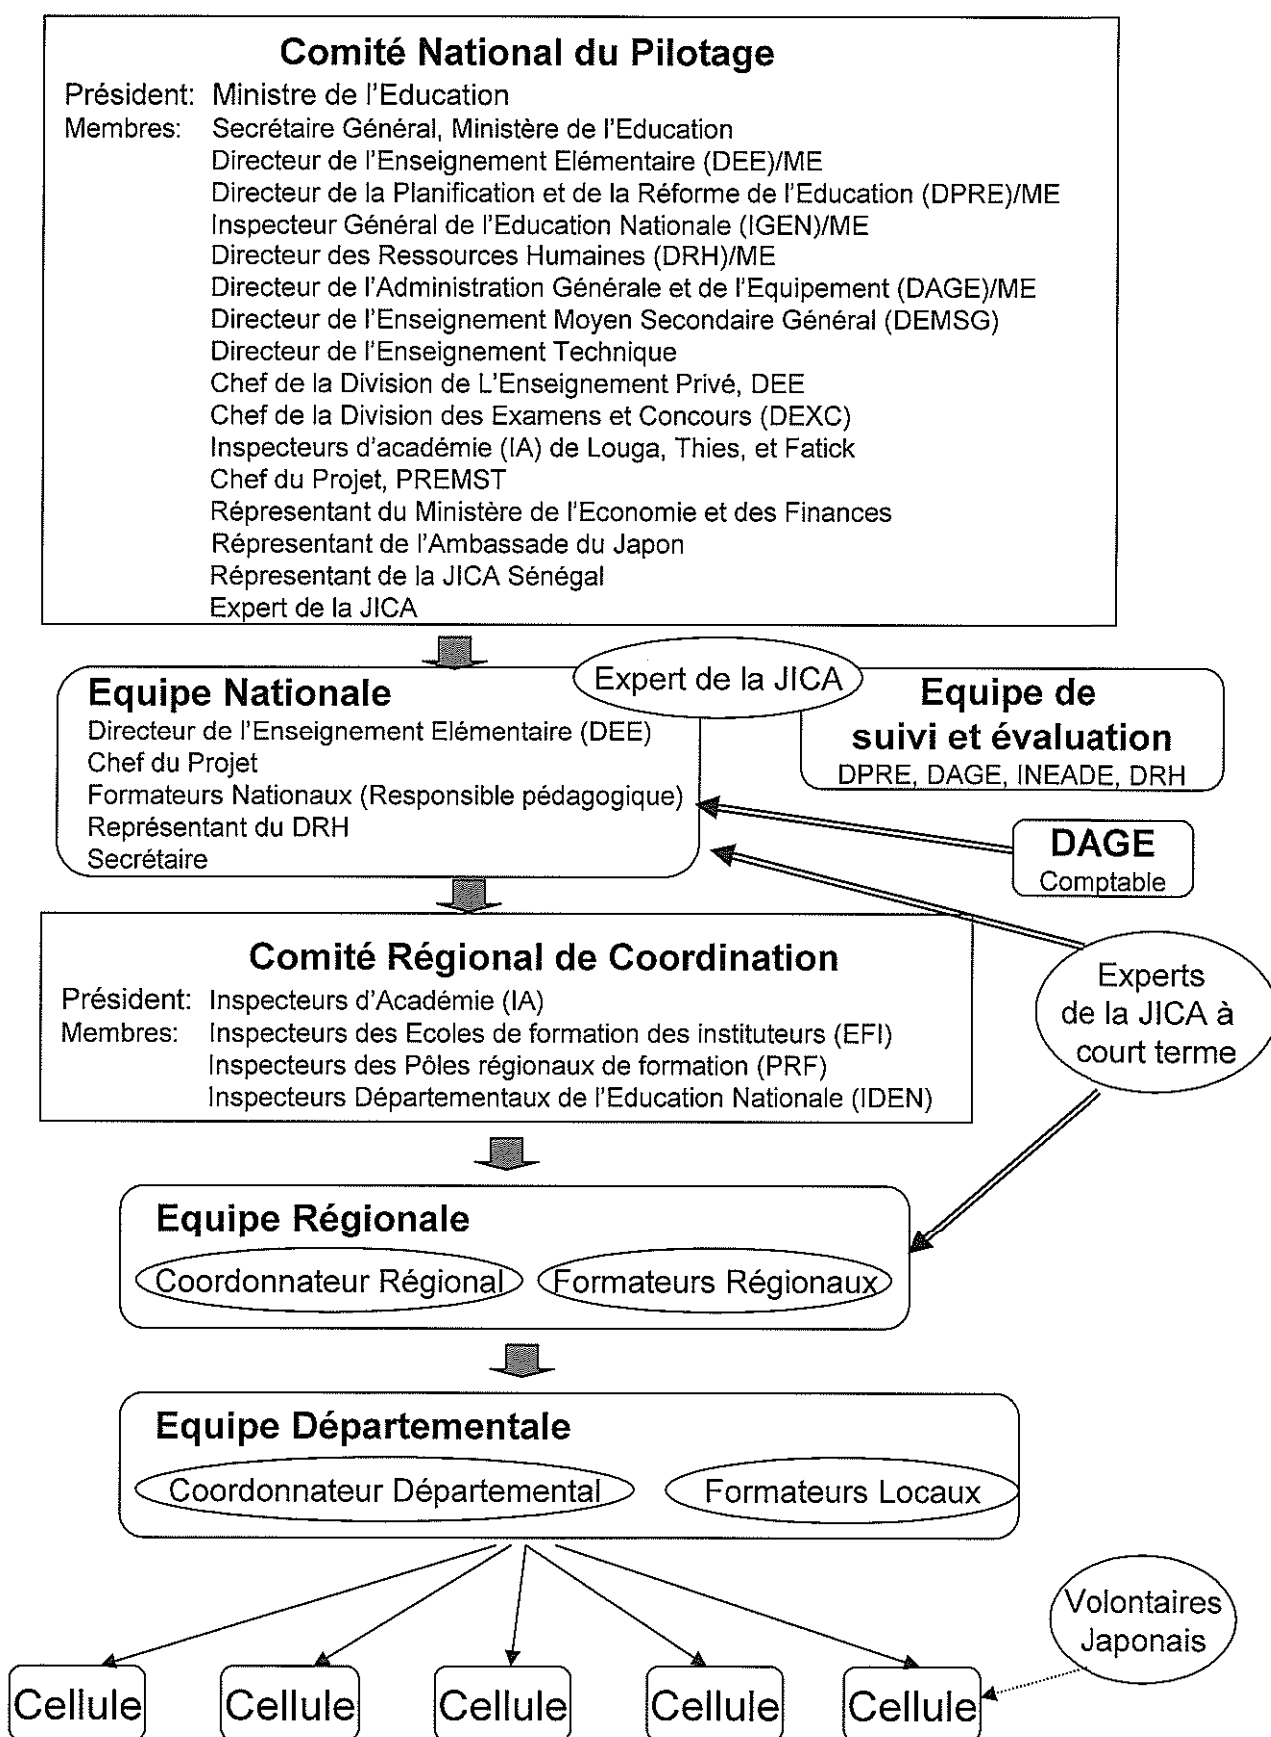 Comité National du Pilotage
Président: Ministre de l'Education
Membres: Secrétaire Général, Ministère de l'Education
Directeur de l'Enseignement Elémentaire (DEE)/ME
Directeur de la Planification et de la Réforme de l'Education (DPRE)/ME
Inspecteur Général de l'Education Nationale (IGEN)/ME
Directeur des Ressources Humaines (DRH)/ME
Directeur de l'Administration Générale et de l'Equipement (DAGE)/ME
Directeur de l'Enseignement Moyen Secondaire Général (DEMSG)
Directeur de l'Enseignement Technique
Chef de la Division de L'Enseignement Privé, DEE
Chef de la Division des Examens et Concours (DEXC)
Inspecteurs d'académie (IA) de Louga, Thies, et Fatick
Chef du Projet, PREMST
Répresentant du Ministère de l'Economie et des Finances
Répresentant de l'Ambassade du Japon
Répresentant de la JICA Sénégal
Expert de la JICA
Expert de la JICA
Equipe Nationale
Directeur de l'Enseignement Elémentaire (DEE)
Chef du Projet
Formateurs Nationaux (Responsible pédagogique)
Représentant du DRH
Secrétaire
Equipe de
suivi et évaluation
DPRE, DAGE, INEADE, DRH
DAGE
Comptable
Comité Régional de Coordination
Président: Inspecteurs d'Académie (IA)
Membres: Inspecteurs des Ecoles de formation des instituteurs (EFI)
Inspecteurs des Pôles régionaux de formation (PRF)
Inspecteurs Départementaux de l'Education Nationale (IDEN)
Experts
de la JICA à
court terme
Equipe Régionale
Coordonnateur Régional
Formateurs Régionaux
Equipe Départementale
Coordonnateur Départemental
Formateurs Locaux
Volontaires
Japonais
Cellule
Cellule
Cellule
Cellule
Cellule